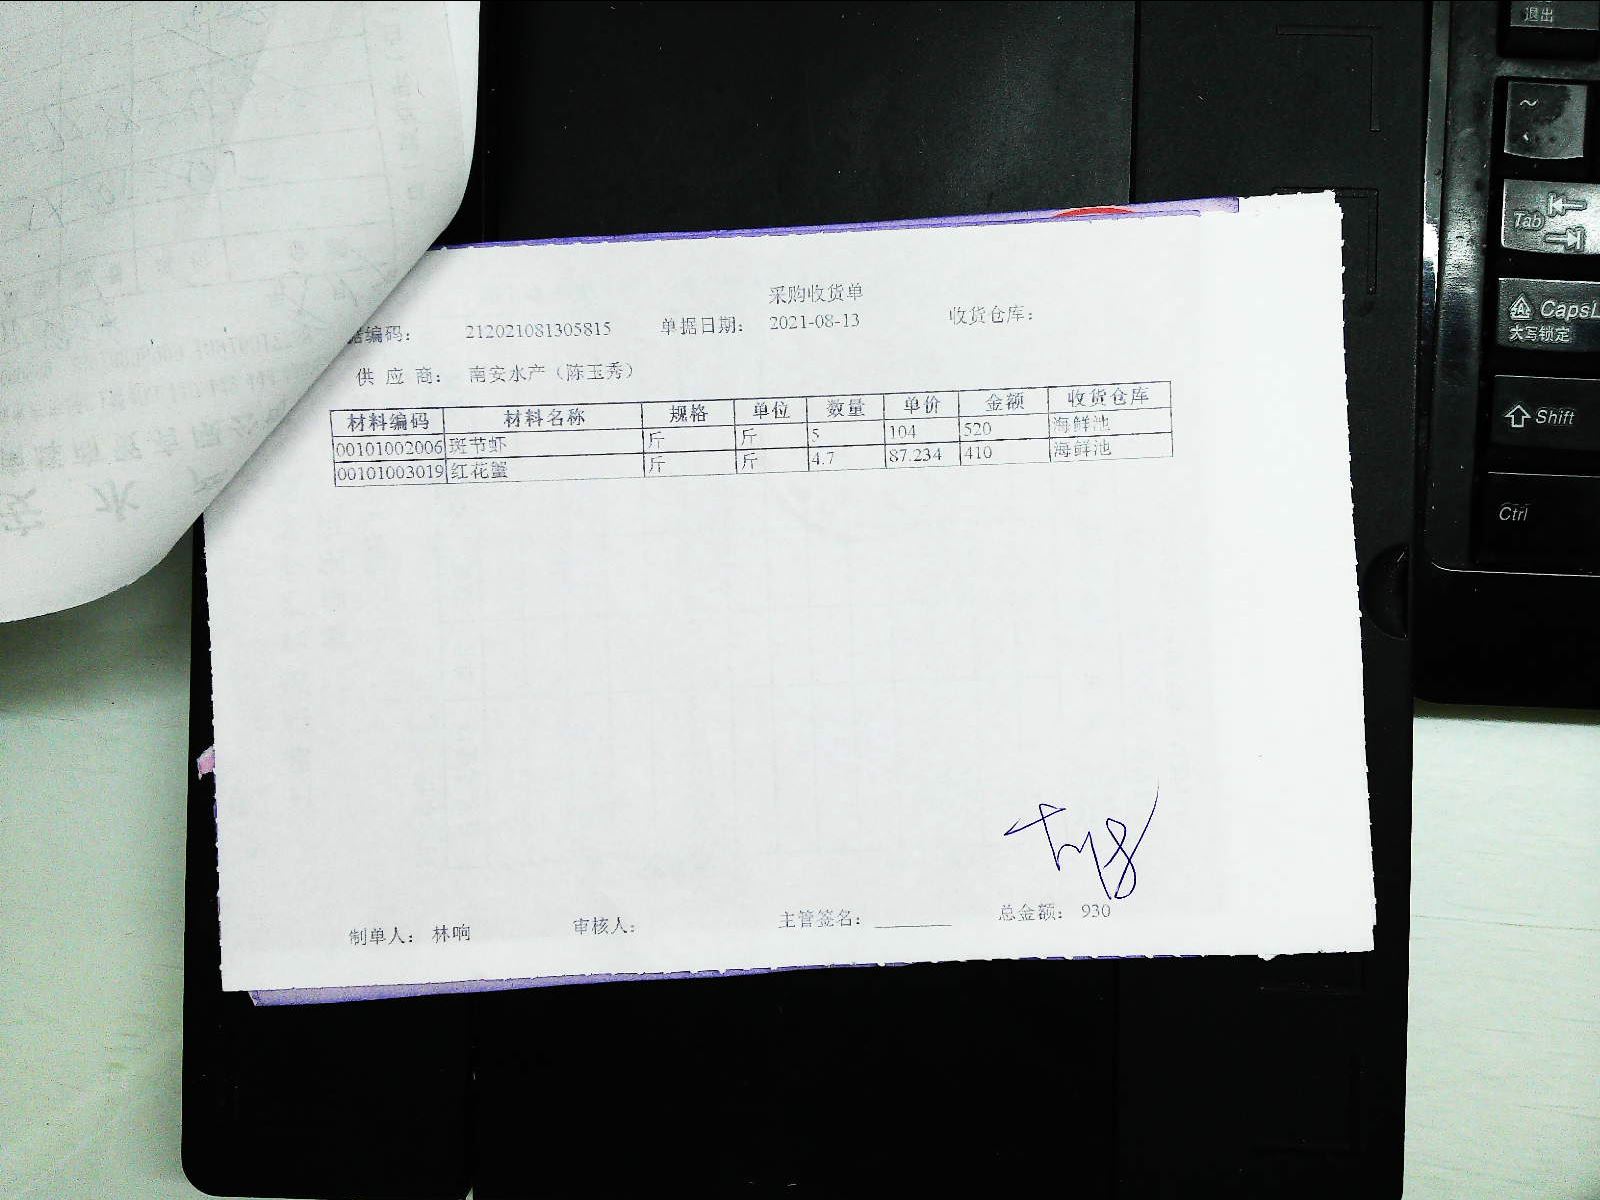 采购收货单
据编码： 212021081305815 单据日期： 2021-08-13 收货仓库：
供 应 商： 南安水产（陈玉秀）
材料编码 材料名称 规格 单位 数量 单价 金额 收货仓库
00101002006 斑节虾 斤 斤 5 104 520 海鲜池
00101003019 红花蟹 斤 斤 4.7 87.234 410 海鲜池
制单人： 林响 审核人： 主管签名： 总金额： 930
退出
~
Tab
CapsL
大写锁定
Shift
Ctrl